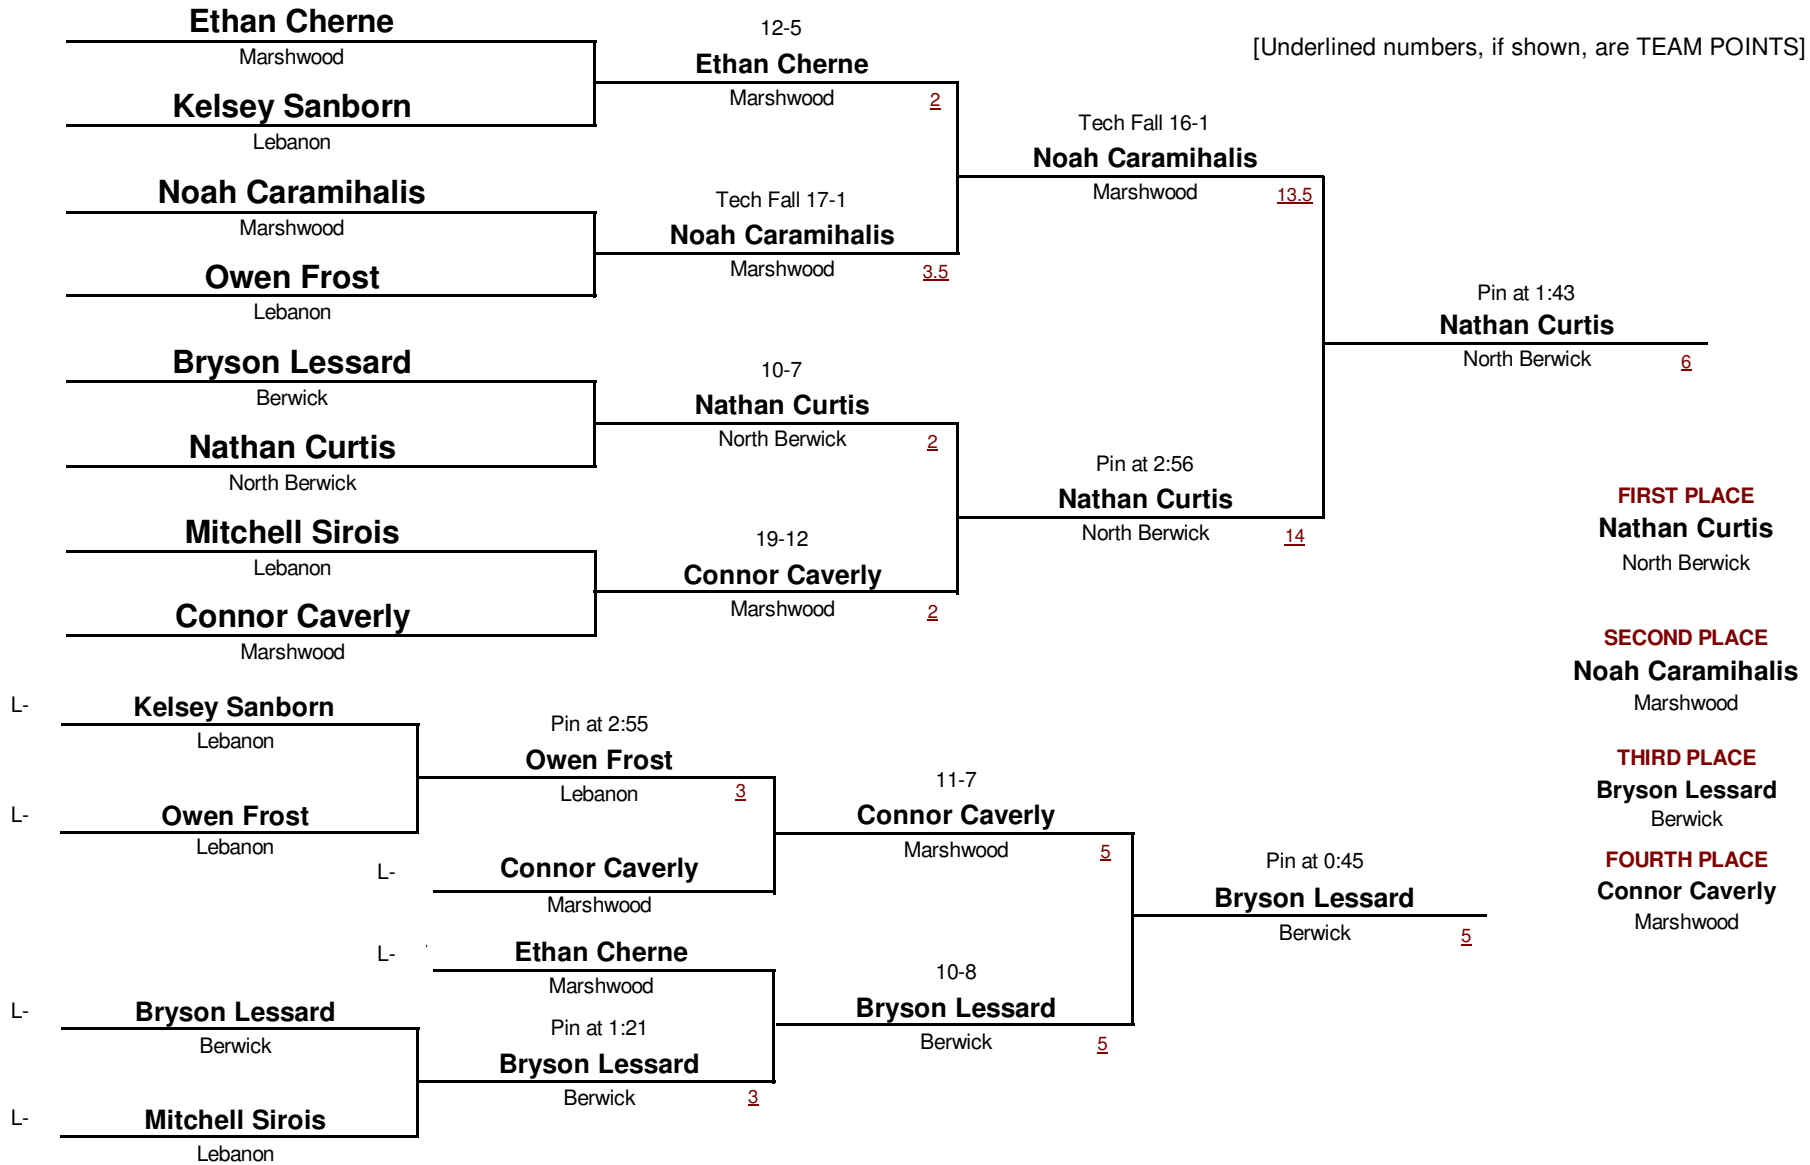 Ethan Cherne
Marshwood
Kelsey Sanborn
Lebanon
Noah Caramihalis
Marshwood
Owen Frost
Lebanon
Bryson Lessard
Berwick
Nathan Curtis
North Berwick
Mitchell Sirois
Lebanon
Connor Caverly
Marshwood
12-5
Ethan Cherne
Marshwood
2
Tech Fall 17-1
Noah Caramihalis
Marshwood
3.5
10-7
Nathan Curtis
North Berwick
2
19-12
Connor Caverly
Marshwood
2
Tech Fall 16-1
Noah Caramihalis
Marshwood
13.5
Pin at 2:56
Nathan Curtis
North Berwick
14
[Underlined numbers, if shown, are TEAM POINTS]
Pin at 1:43
Nathan Curtis
North Berwick
6
L-
Kelsey Sanborn
Lebanon
L-
Owen Frost
Lebanon
L-
Bryson Lessard
Berwick
L-
Mitchell Sirois
Lebanon
Pin at 2:55
Owen Frost
Lebanon
3
L-
Connor Caverly
Marshwood
L-
Ethan Cherne
Marshwood
Pin at 1:21
Bryson Lessard
Berwick
3
11-7
Connor Caverly
Marshwood
5
10-8
Bryson Lessard
Berwick
5
Pin at 0:45
Bryson Lessard
Berwick
5
FIRST PLACE
Nathan Curtis
North Berwick
SECOND PLACE
Noah Caramihalis
Marshwood
THIRD PLACE
Bryson Lessard
Berwick
FOURTH PLACE
Connor Caverly
Marshwood